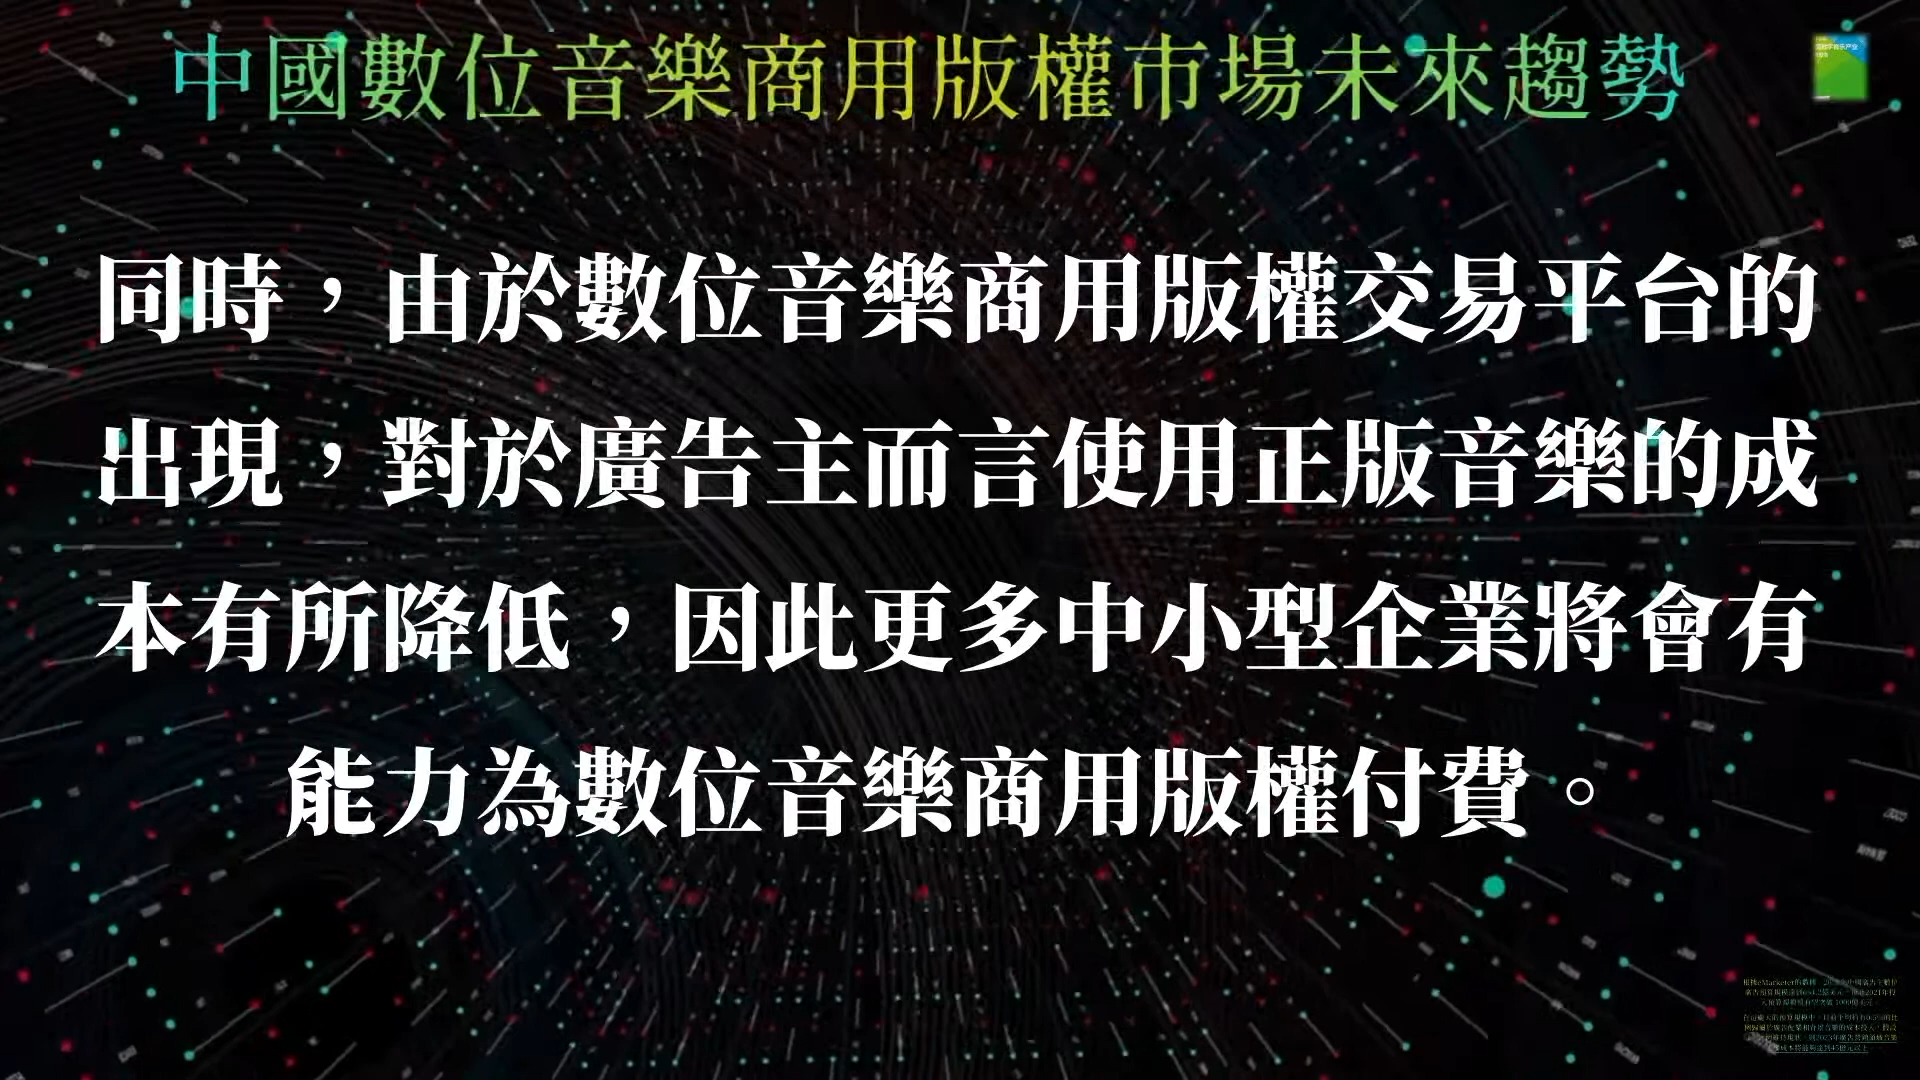 中國數位音樂商用版權市場未來趨勢
同時，由於數位音樂商用版權交易平台的
出現，對於廣告主而言使用正版音樂的成
本有所降低，因此更多中小型企業將會有
能力為數位音樂商用版權付費。